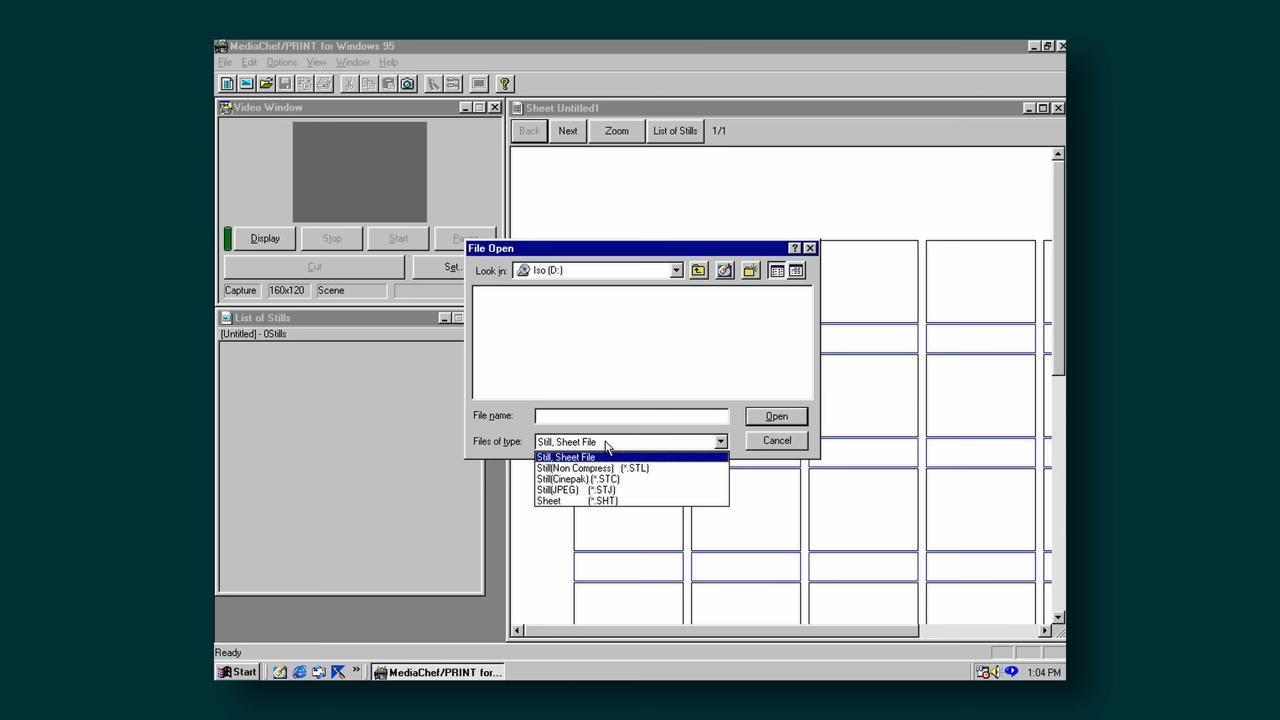 MediaChef/PRINT for Windows 95
File Edit Options View Window Help
Video Window
Display Stop Start
Cut Set..
Capture 160x120 Scene
List of Stills
[Untitled] - 0Stills
Sheet Untitled1
Back Next Zoom List of Stills 1/1
File Open
Look in: Iso (D:)
File name: Open
Files of type: Still, Sheet File Cancel
Still, Sheet File
Still(Non Compress) (*.STL)
Still(Cinepak) (*.STC)
Still(JPEG) (*.STJ)
Sheet (*.SHT)
Ready
Start » MediaChef/PRINT for... 1:04 PM